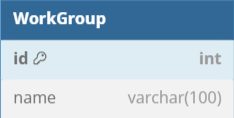 WorkGroup
id int
name varchar(100)